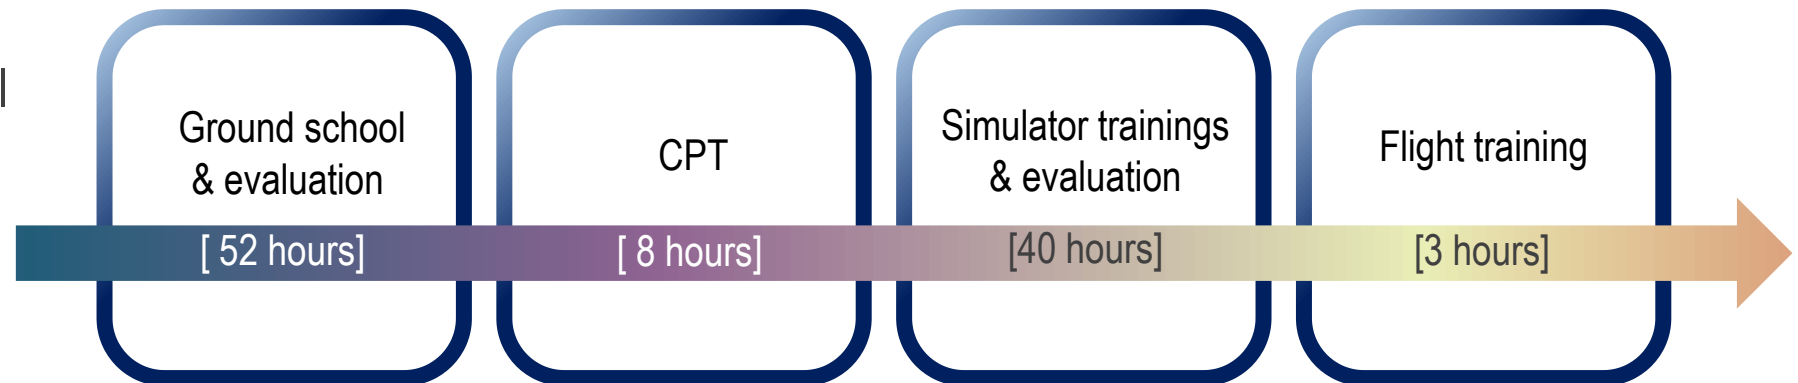 Ground school
& evaluation
[ 52 hours]
CPT
[ 8 hours]
Simulator trainings
& evaluation
[40 hours]
Flight training
[3 hours]